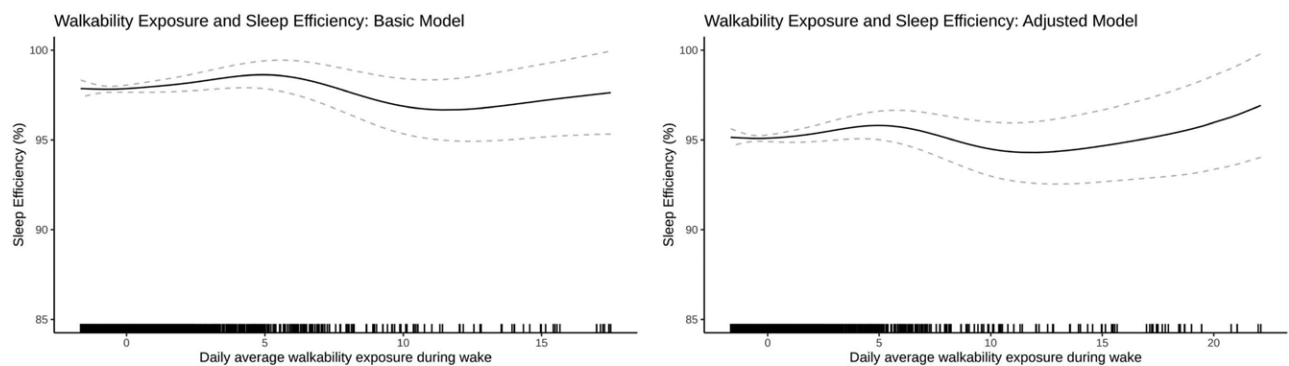 Walkability Exposure and Sleep Efficiency: Basic Model
100
95
90
85
Sleep Efficiency (%)
0 5 10 15
Daily average walkability exposure during wake
Walkability Exposure and Sleep Efficiency: Adjusted Model
100
95
90
85
Sleep Efficiency (%)
0 5 10 15 20
Daily average walkability exposure during wake